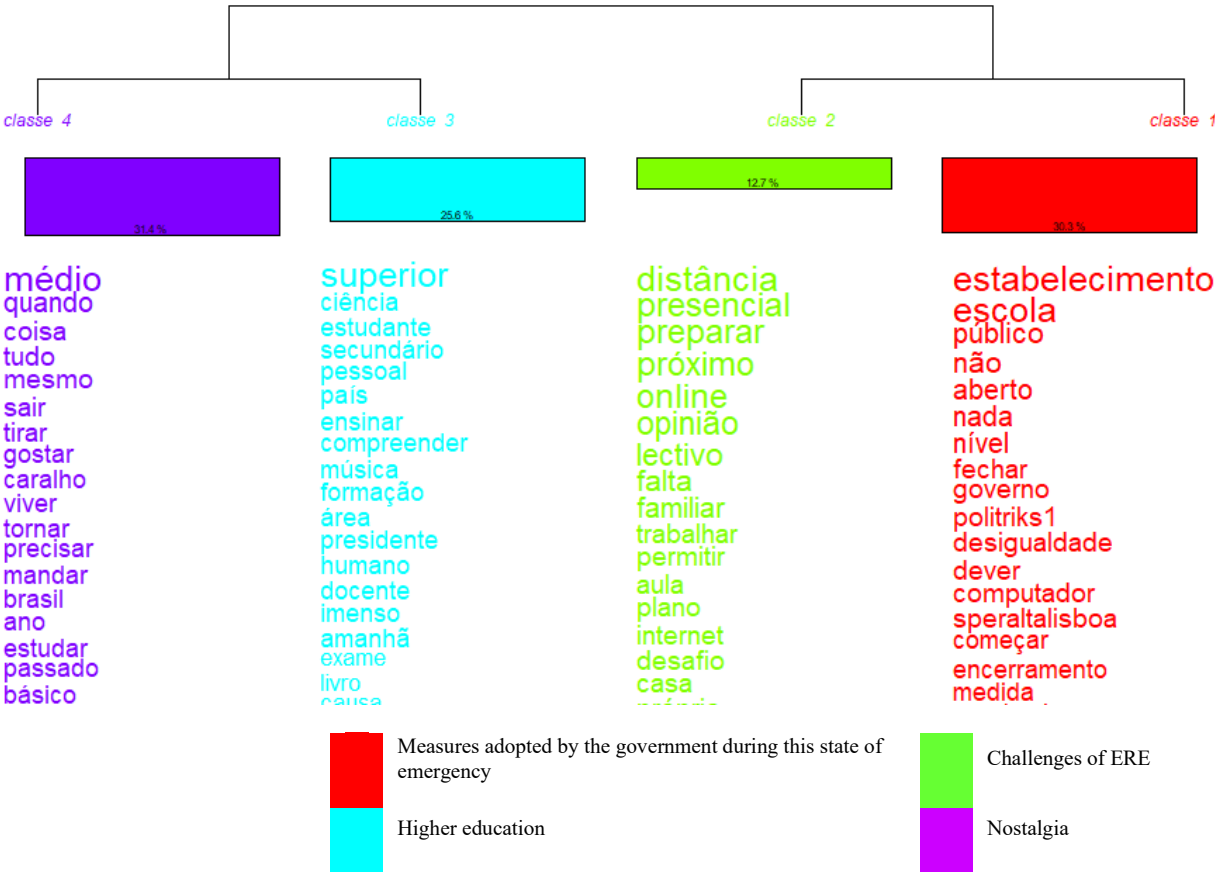 classe 4
classe 3
classe 2
classe 1
31.4 %
25.6 %
12.7 %
30.3 %
médio
quando
coisa
tudo
mesmo
sair
tirar
gostar
caralho
viver
tornar
precisar
mandar
brasil
ano
estudar
passado
básico
superior
ciência
estudante
secundário
pessoal
país
ensinar
compreender
música
formação
área
presidente
humano
docente
imenso
amanhã
exame
livro
causa
distância
presencial
preparar
próximo
online
opinião
lectivo
falta
familiar
trabalhar
permitir
aula
plano
internet
desafio
casa
estabelecimento
escola
público
não
aberto
nada
nível
fechar
governo
politriks1
desigualdade
dever
computador
speraltalisboa
começar
encerramento
medida
Measures adopted by the government during this state of
emergency
Higher education
Challenges of ERE
Nostalgia